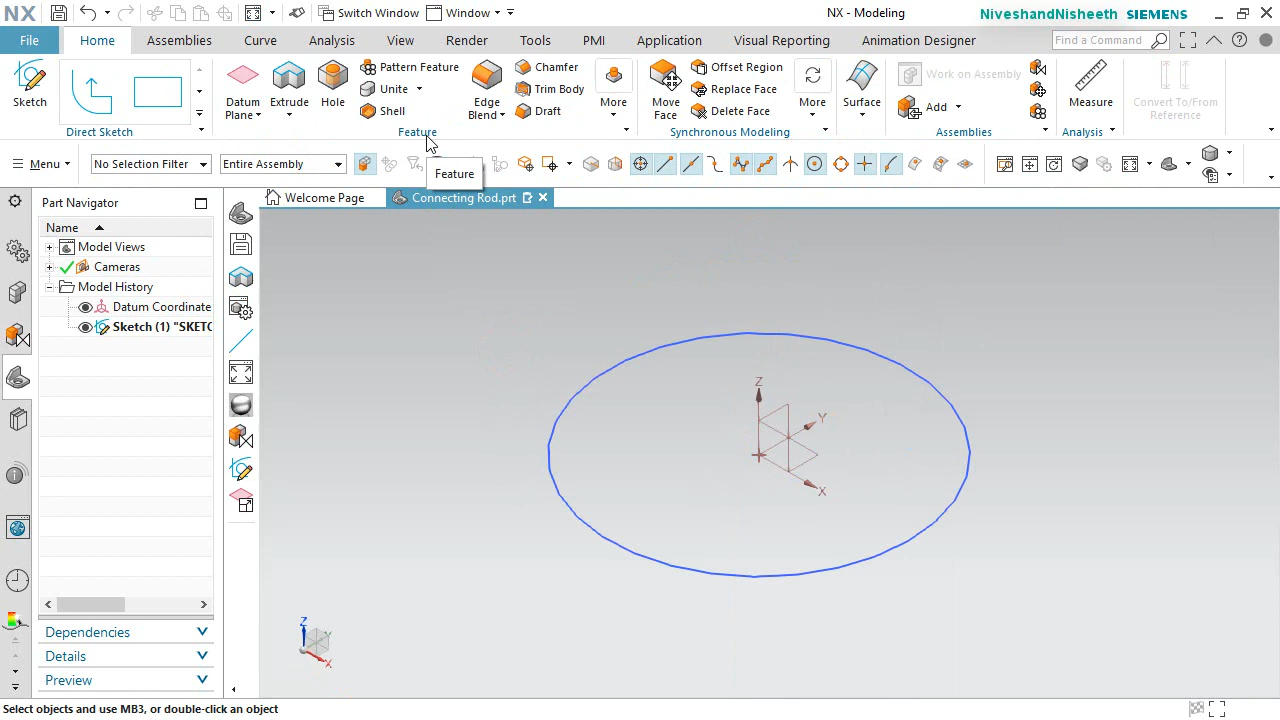 NX
Switch Window
Window
NX - Modeling
NiveshandNisheeth SIEMENS
File
Home
Assemblies
Curve
Analysis
View
Render
Tools
PMI
Application
Visual Reporting
Animation Designer
Find a Command
Sketch
Direct Sketch
Datum
Plane
Extrude
Hole
Pattern Feature
Unite
Shell
Edge
Blend
Chamfer
Trim Body
Draft
More
Feature
Move
Face
Offset Region
Replace Face
Delete Face
More
Synchronous Modeling
Surface
Work on Assembly
Add
Assemblies
Measure
Analysis
Convert To/From
Reference
Menu
No Selection Filter
Entire Assembly
Feature
Part Navigator
Welcome Page
Connecting Rod.prt
Name
Model Views
Cameras
Model History
Datum Coordinate
Sketch (1) "SKETC
Z
Y
X
Z
Y
X
Dependencies
Details
Preview
Select objects and use MB3, or double-click an object